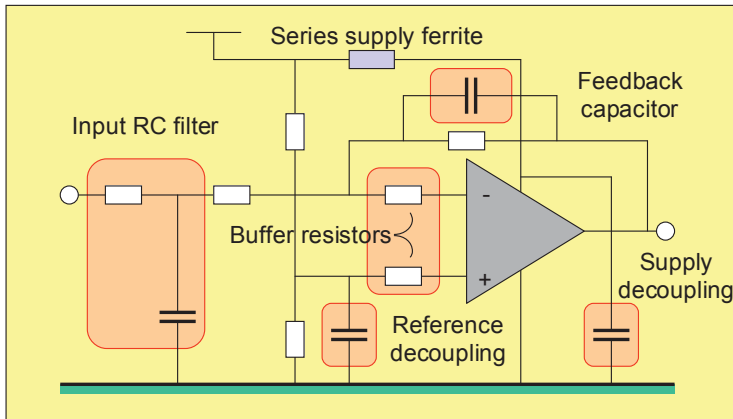 Series supply ferrite
Feedback
capacitor
Input RC filter
-
Buffer resistors
+
Supply
decoupling
Reference
decoupling